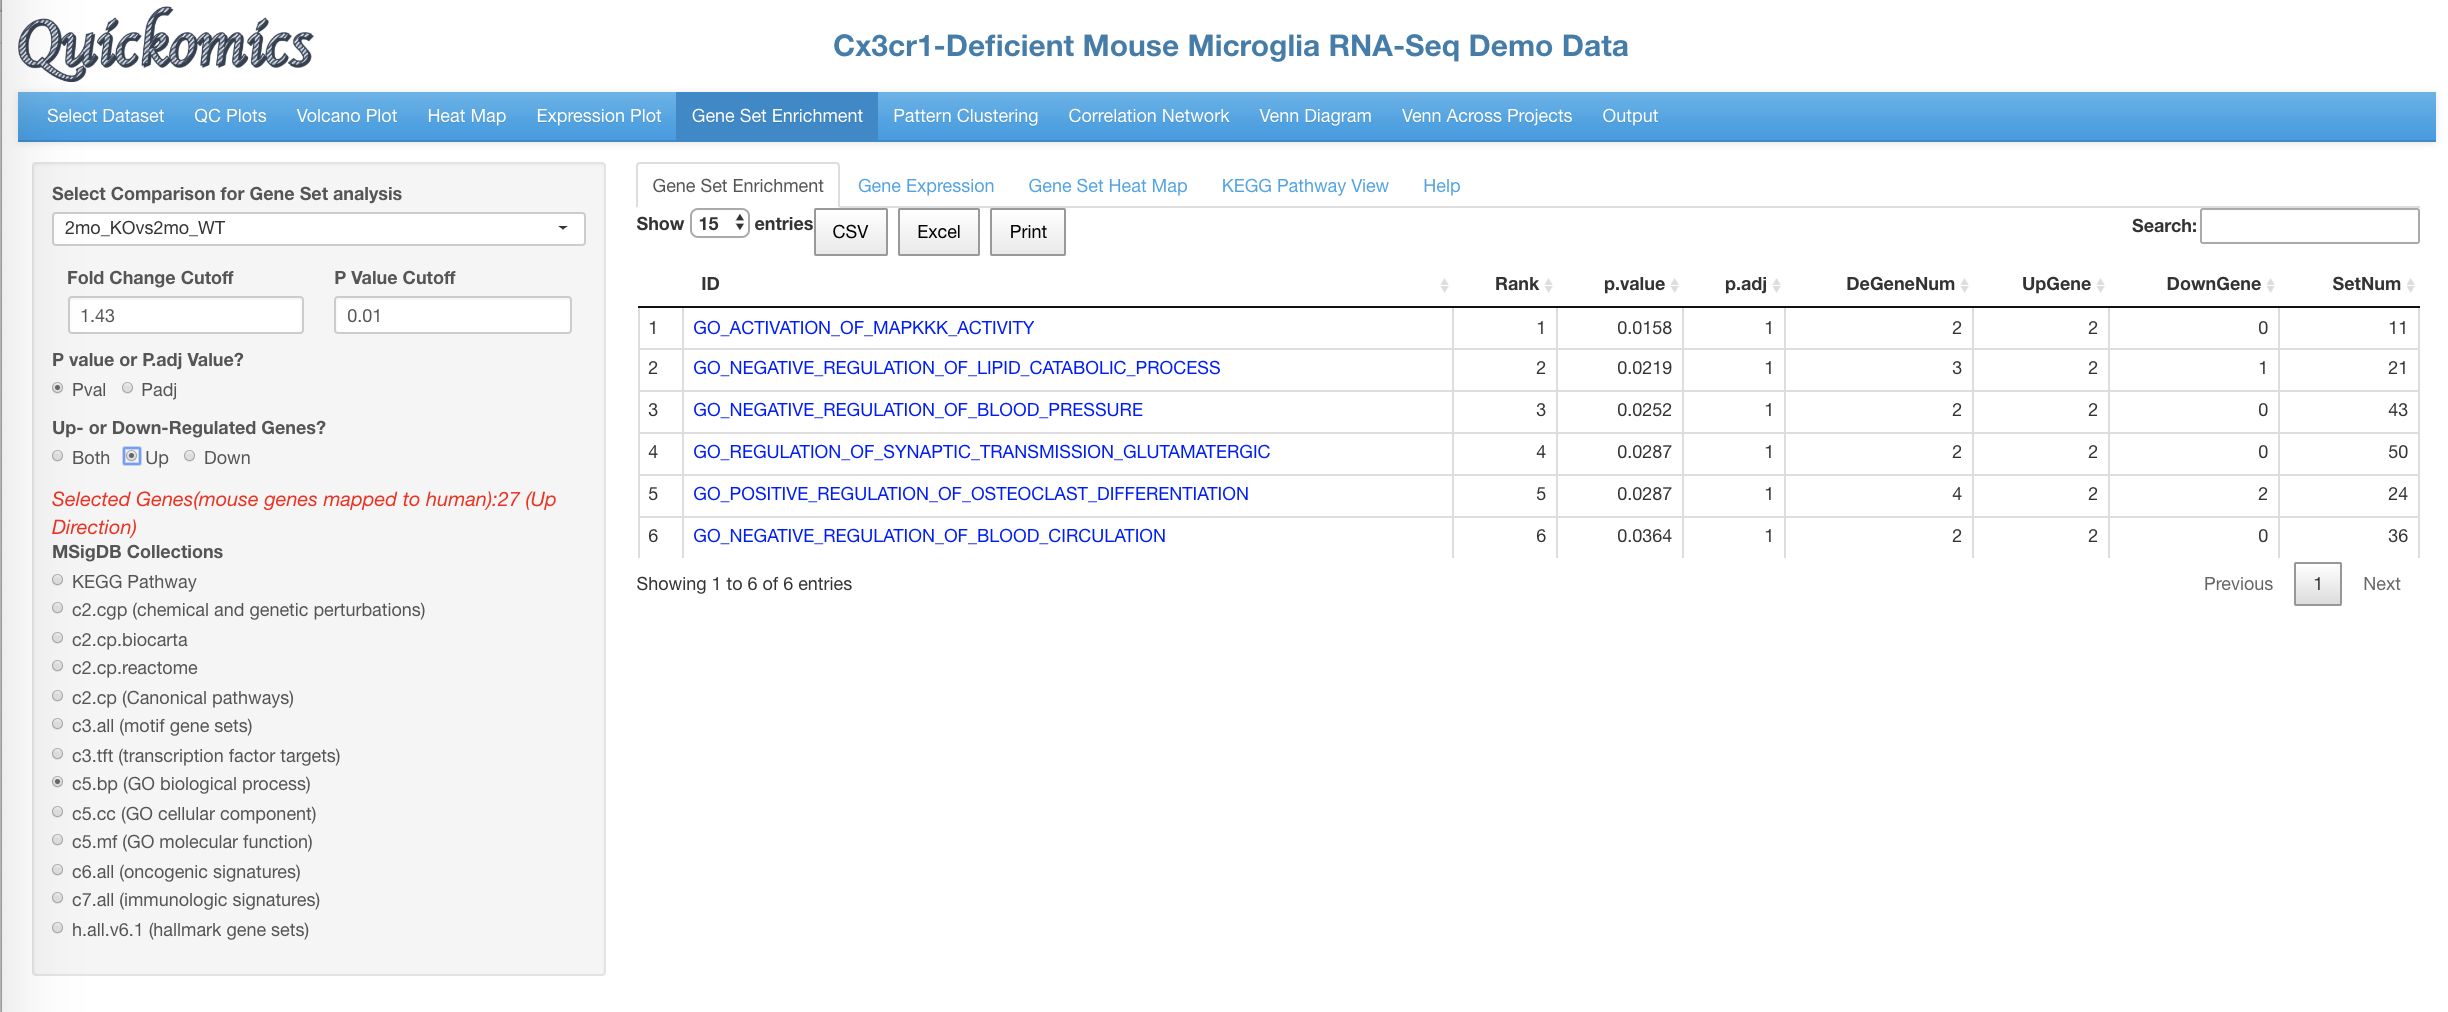 Quickomics
Cx3cr1-Deficient Mouse Microglia RNA-Seq Demo Data
Select Dataset QC Plots Volcano Plot Heat Map Expression Plot Gene Set Enrichment Pattern Clustering Correlation Network Venn Diagram Venn Across Projects Output
Select Comparison for Gene Set analysis
2mo_KOvs2mo_WT
Fold Change Cutoff P Value Cutoff
1.43 0.01
P value or P.adj Value?
Pval Padj
Up- or Down-Regulated Genes?
Both Up Down
Selected Genes(mouse genes mapped to human):27 (Up
Direction)
MSigDB Collections
KEGG Pathway
c2.cgp (chemical and genetic perturbations)
c2.cp.biocarta
c2.cp.reactome
c2.cp (Canonical pathways)
c3.all (motif gene sets)
c3.tft (transcription factor targets)
c5.bp (GO biological process)
c5.cc (GO cellular component)
c5.mf (GO molecular function)
c6.all (oncogenic signatures)
c7.all (immunologic signatures)
h.all.v6.1 (hallmark gene sets)
Gene Set Enrichment Gene Expression Gene Set Heat Map KEGG Pathway View Help
Show 15 entries CSV Excel Print Search:
ID Rank p.value p.adj DeGeneNum UpGene DownGene SetNum
1 GO_ACTIVATION_OF_MAPKKK_ACTIVITY 1 0.0158 1 2 2 0 11
2 GO_NEGATIVE_REGULATION_OF_LIPID_CATABOLIC_PROCESS 2 0.0219 1 3 2 1 21
3 GO_NEGATIVE_REGULATION_OF_BLOOD_PRESSURE 3 0.0252 1 2 2 0 43
4 GO_REGULATION_OF_SYNAPTIC_TRANSMISSION_GLUTAMATERGIC 4 0.0287 1 2 2 0 50
5 GO_POSITIVE_REGULATION_OF_OSTEOCLAST_DIFFERENTIATION 5 0.0287 1 4 2 2 24
6 GO_NEGATIVE_REGULATION_OF_BLOOD_CIRCULATION 6 0.0364 1 2 2 0 36
Showing 1 to 6 of 6 entries Previous 1 Next